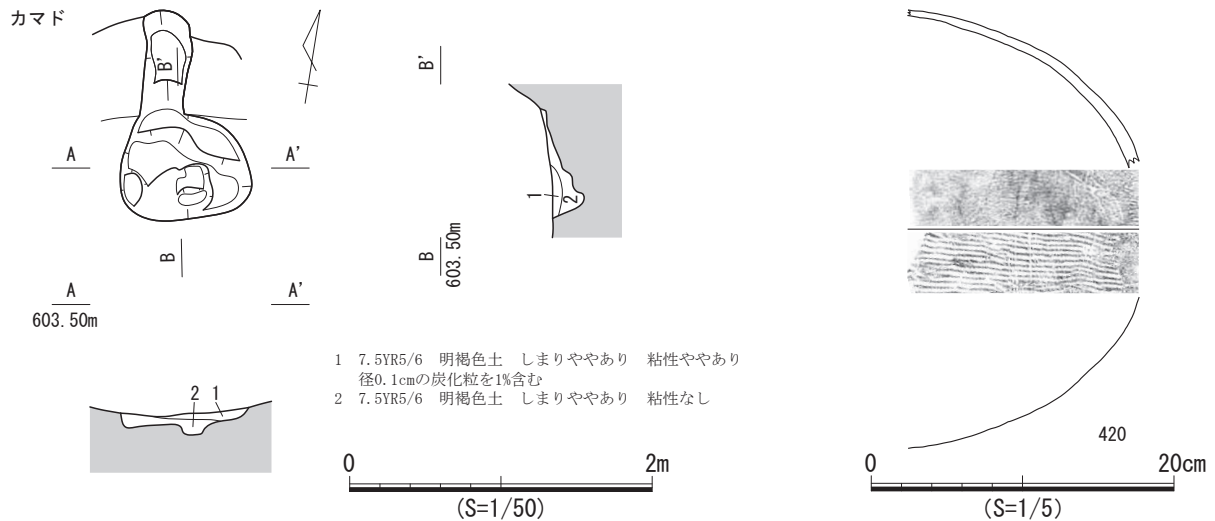 カマド
B'
A
A'
B
A
A'
603.50m
2 1
B'
1
2
B
603.50m
1 7.5YR5/6 明褐色土 しまりややあり 粘性ややあり
径0.1cmの炭化粒を1%含む
2 7.5YR5/6 明褐色土 しまりややあり 粘性なし
0 2m
(S=1/50)
420
0 20cm
(S=1/5)